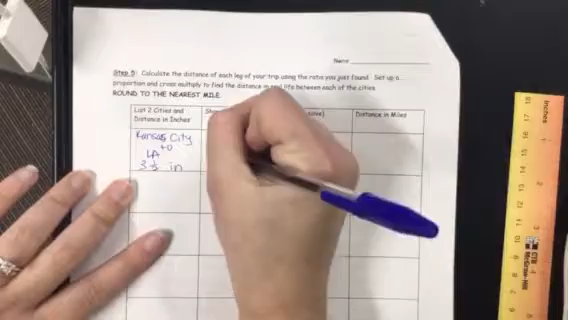 Name
Step 5: Calculate the distance of each leg of your trip using the ratio you just found. Set up a
proportion and cross multiply to find the distance in real life between each of the cities.
ROUND TO THE NEAREST MILE.
List 2 Cities and
Distance in Inches
Distance in Miles
Kansas City
to
LA
in
Inches
McGraw-Hill